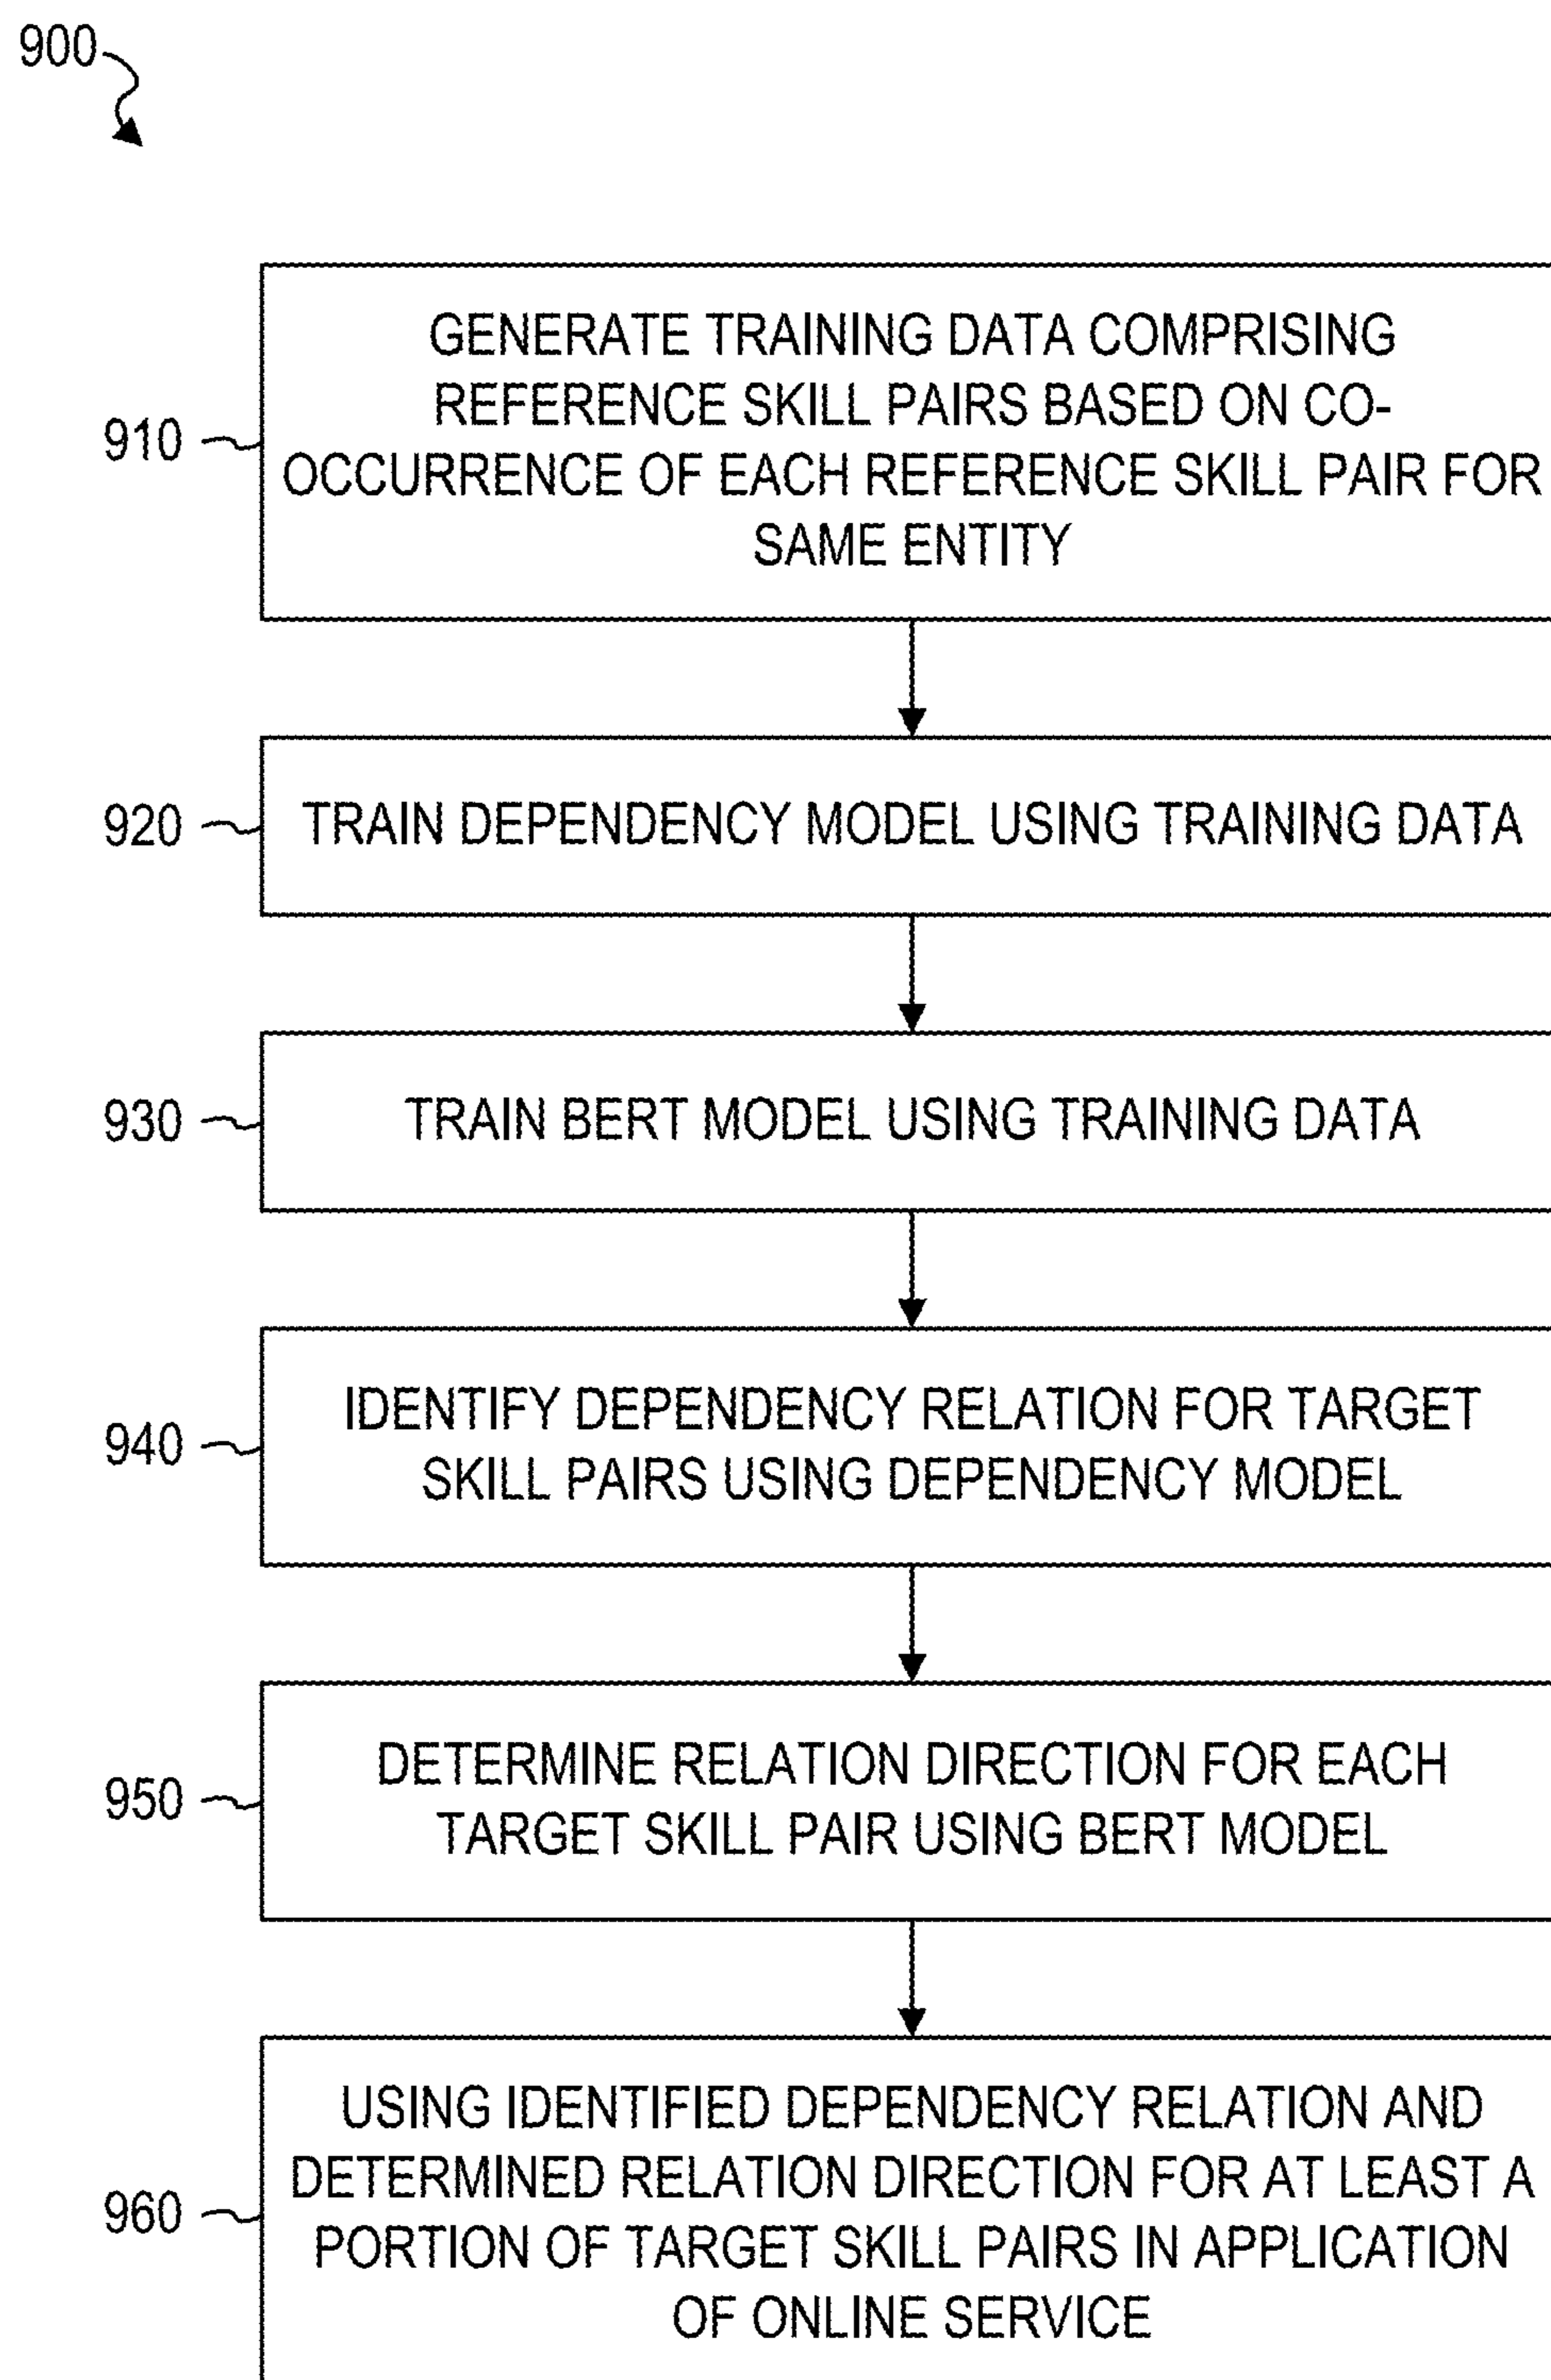 900
GENERATE TRAINING DATA COMPRISING
REFERENCE SKILL PAIRS BASED ON CO-
910
OCCURRENCE OF EACH REFERENCE SKILL PAIR FOR
SAME ENTITY
920
TRAIN DEPENDENCY MODEL USING TRAINING DATA
930
TRAIN BERT MODEL USING TRAINING DATA
940
IDENTIFY DEPENDENCY RELATION FOR TARGET
SKILL PAIRS USING DEPENDENCY MODEL
950
DETERMINE RELATION DIRECTION FOR EACH
TARGET SKILL PAIR USING BERT MODEL
960
USING IDENTIFIED DEPENDENCY RELATION AND
DETERMINED RELATION DIRECTION FOR AT LEAST A
PORTION OF TARGET SKILL PAIRS IN APPLICATION
OF ONLINE SERVICE